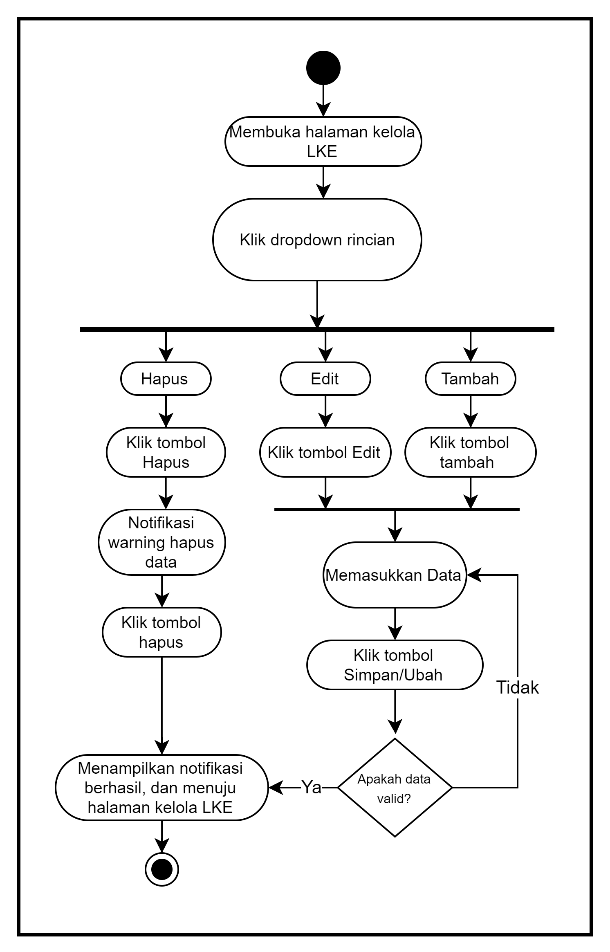 Membuka halaman kelola
LKE
Klik dropdown rincian
Hapus
Edit
Tambah
Klik tombol
Hapus
Klik tombol Edit
Klik tombol
tambah
Notifikasi
warning hapus
data
Memasukkan Data
Klik tombol
hapus
Klik tombol
Simpan/Ubah
Tidak
Menampilkan notifikasi
berhasil, dan menuju
halaman kelola LKE
Ya
Apakah data
valid?